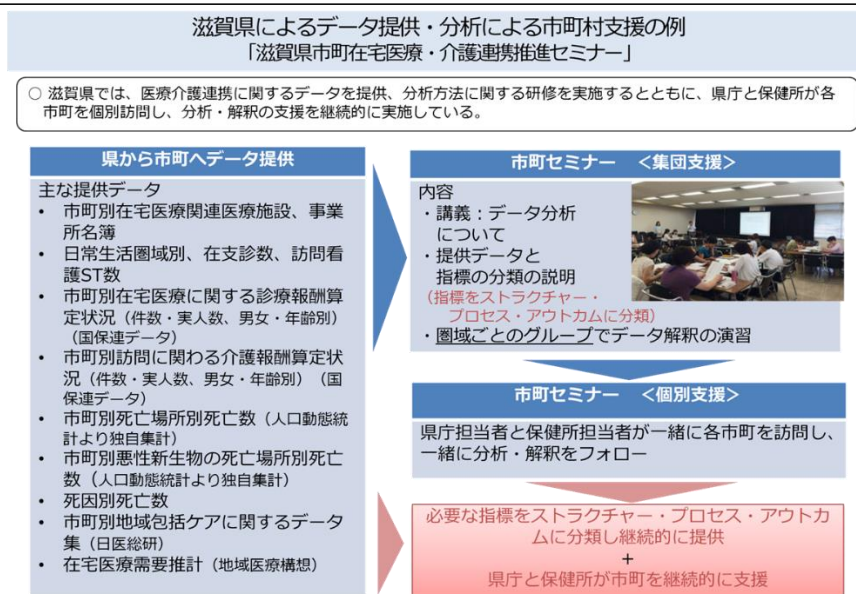 滋賀県によるデータ提供・分析による市町村支援の例
「滋賀県市町在宅医療・介護連携推進セミナー」
○ 滋賀県では、医療介護連携に関するデータを提供、分析方法に関する研修を実施するとともに、県庁と保健所が各
市町を個別訪問し、分析・解釈の支援を継続的に実施している。
県から市町へデータ提供
主な提供データ
• 市町別在宅医療関連医療施設、事業
所名簿
• 日常生活圏域別、在支診数、訪問看
護ST数
• 市町別在宅医療に関する診療報酬算
定状況（件数・実人数、男女・年齢別）
（国保連データ）
• 市町別訪問に関わる介護報酬算定状
況（件数・実人数、男女・年齢別）（国
保連データ）
• 市町別死亡場所別死亡数（人口動態統
計より独自集計）
• 市町別悪性新生物の死亡場所別死亡
数（人口動態統計より独自集計）
• 死因別死亡数
• 市町別地域包括ケアに関するデータ
集（日医総研）
• 在宅医療需要推計（地域医療構想）
市町セミナー　＜集団支援＞
内容
・講義：データ分析
について
・提供データと
指標の分類の説明
（指標をストラクチャー・
プロセス・アウトカムに分類）
・圏域ごとのグループでデータ解釈の演習
市町セミナー　＜個別支援＞
県庁担当者と保健所担当者が一緒に各市町を訪問し、
一緒に分析・解釈をフォロー
必要な指標をストラクチャー・プロセス・アウトカ
ムに分類し継続的に提供
+
県庁と保健所が市町を継続的に支援